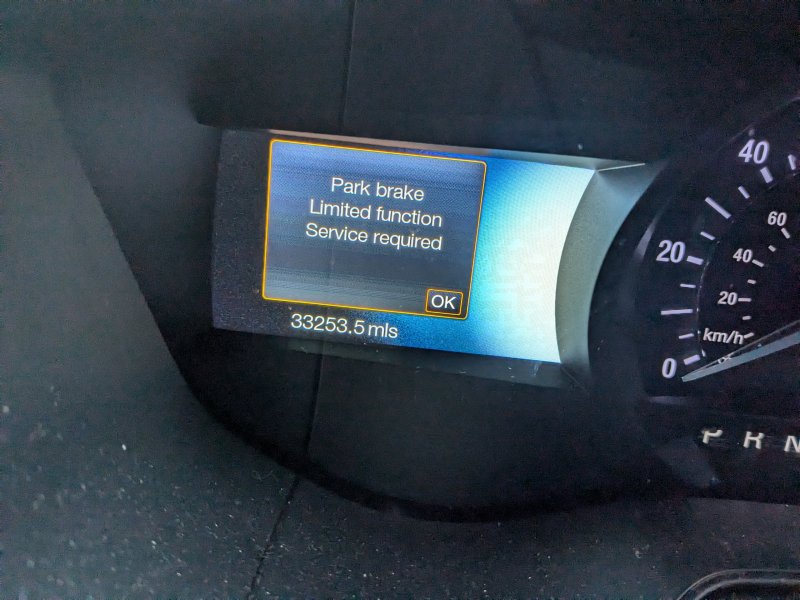 Park brake
Limited function
Service required
OK
33253.5 mls
40
20
0
60
40
20
km/h
P R N